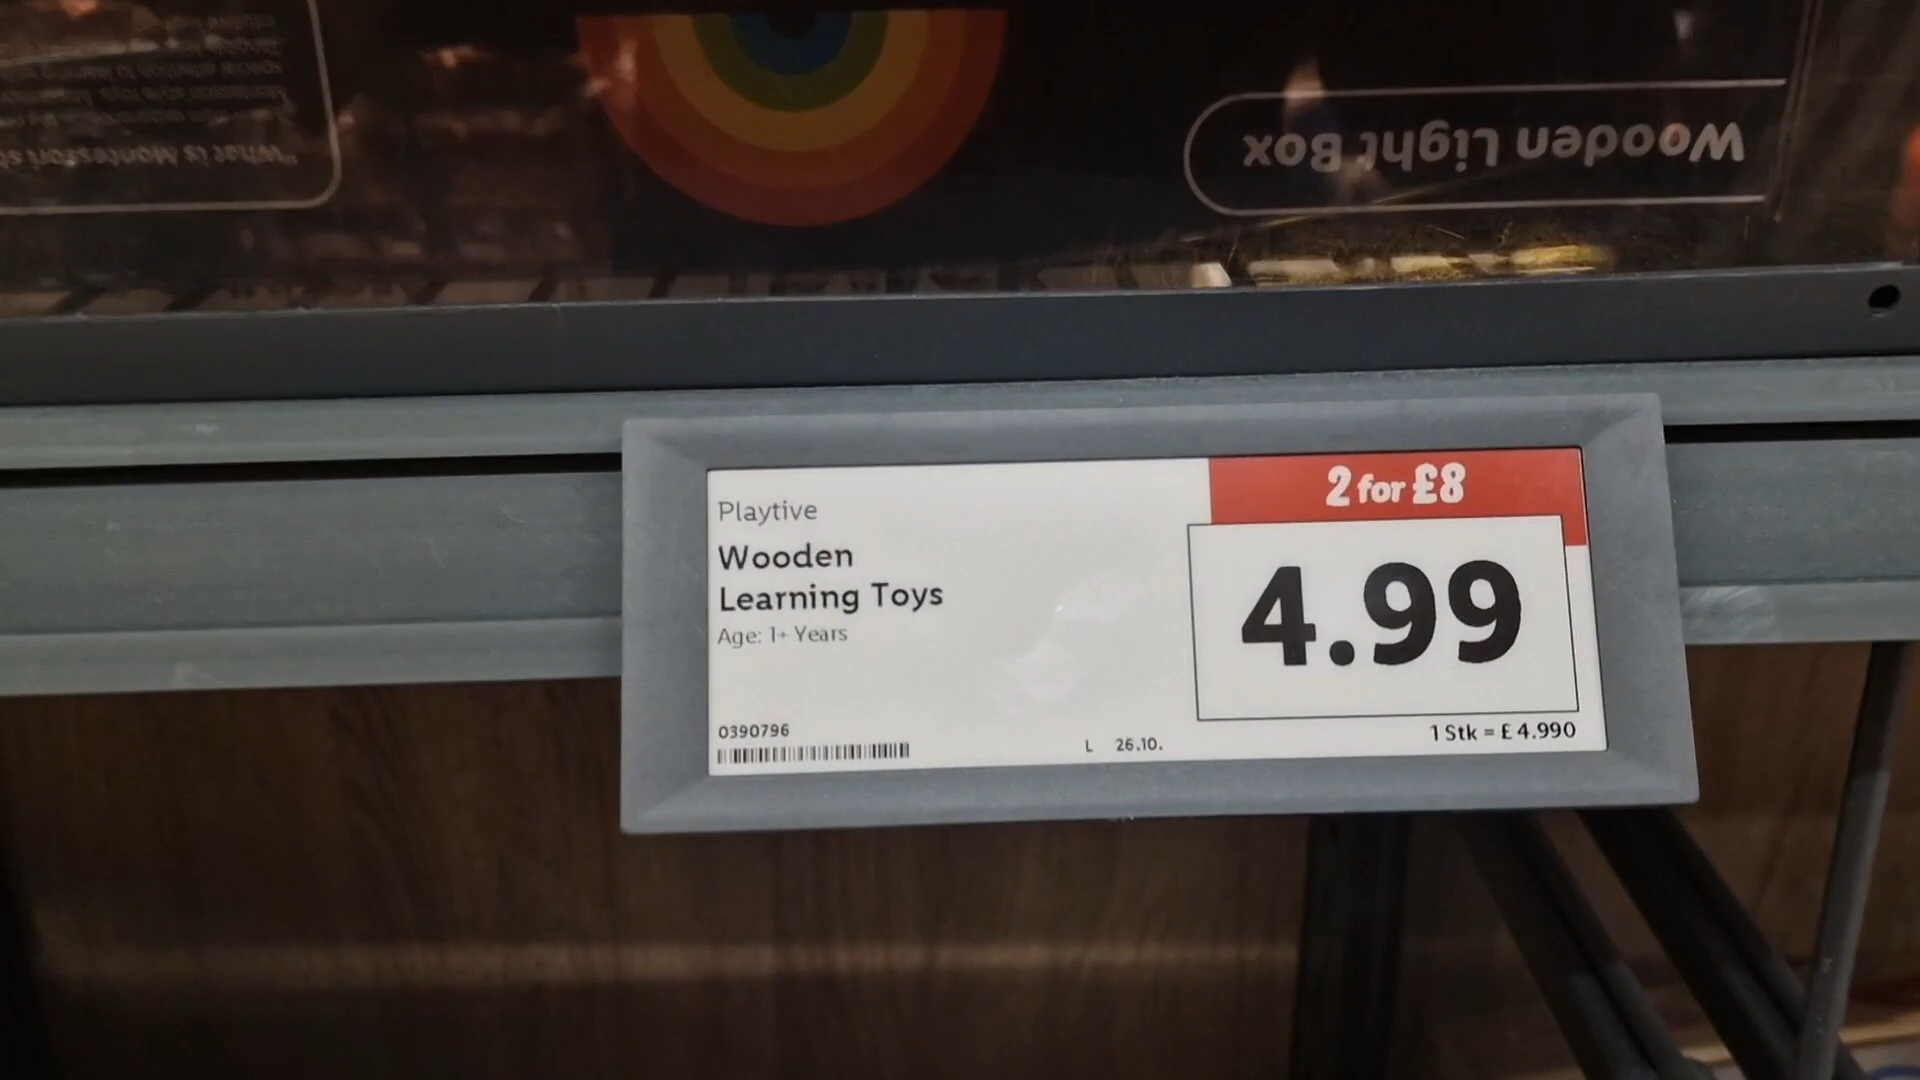 "What is Montessori
Wooden Light Box
2 for £8
Playtive
Wooden
Learning Toys
Age: 1+ Years
4.99
0390796
L 26.10.
1 Stk = £ 4.990